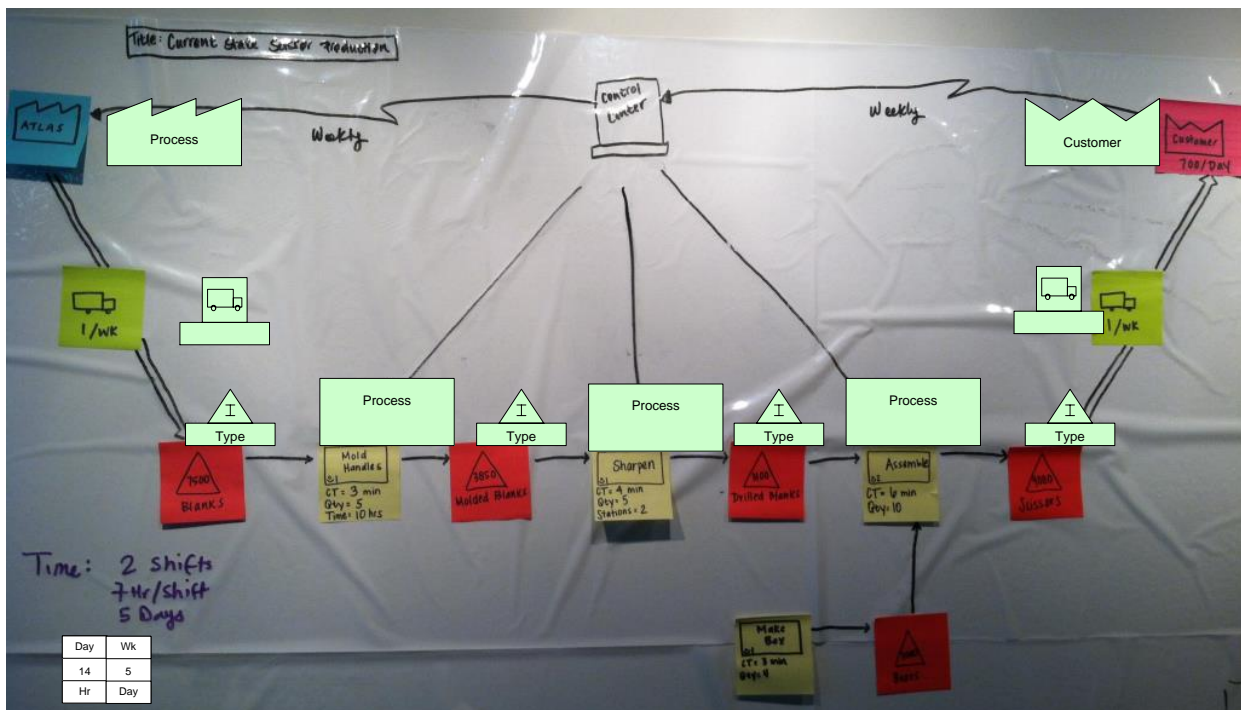 Title: Current State Scissor Production
ATLAS
Process
Weekly
Control
Center
Weekly
Customer
Customer
700/DAY
1/WK
1/WK
Process
Process
Process
I
Type
I
Type
I
Type
I
Type
7500
Blanks
Mold
Handles
CT = 3 min
Qty = 5
Time = 10 hrs
3850
Molded Blanks
Sharpen
CT = 4 min
Qty = 5
Stations = 2
Drilled Blanks
Assemble
CT = 6 min
Qty = 10
Scissors
Time: 2 Shifts
7 Hr/Shift
5 Days
Make
Box
CT = 3 min
Qty = 4
Boxes
Day Wk
14 5
Hr Day